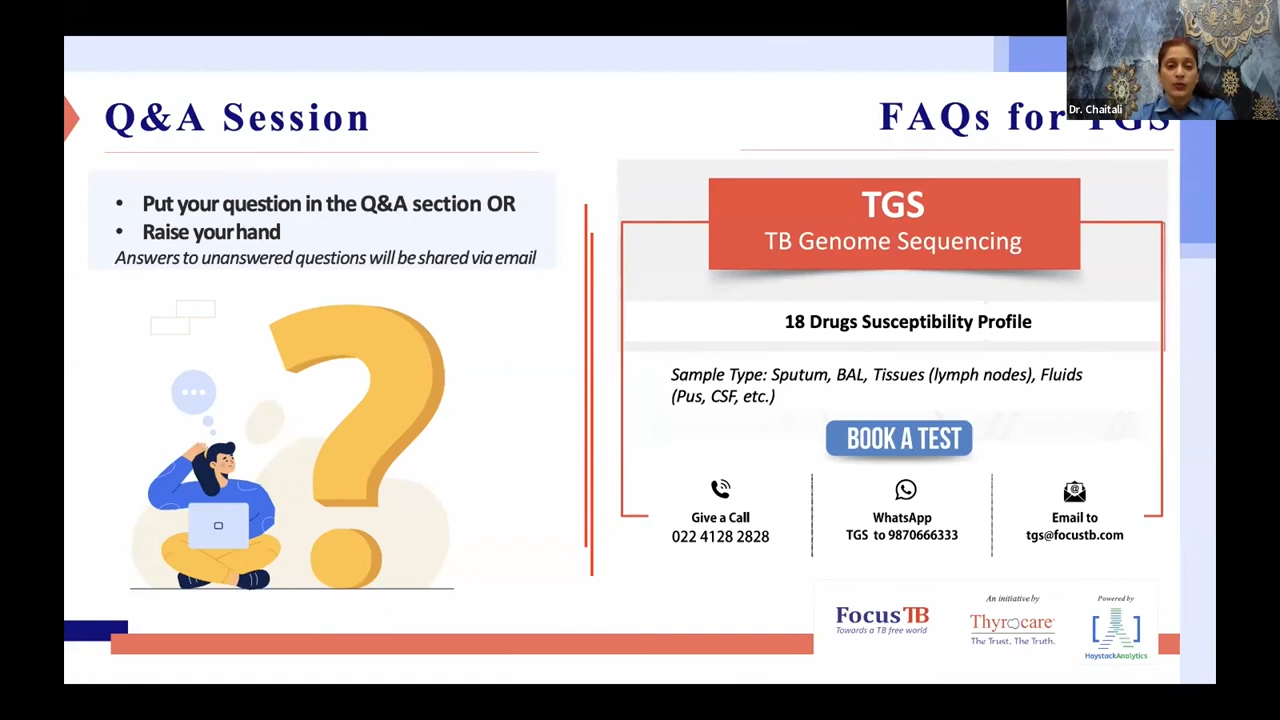 Q&A Session
• Put your question in the Q&A section OR
• Raise your hand
Answers to unanswered questions will be shared via email
FAQs for TGS
Dr. Chaitali
TGS
TB Genome Sequencing
18 Drugs Susceptibility Profile
Sample Type: Sputum, BAL, Tissues (lymph nodes), Fluids
(Pus, CSF, etc.)
BOOK A TEST
Give a Call
022 4128 2828
WhatsApp
TGS to 9870666333
Email to
tgs@focustb.com
Focus TB
Towards a TB free world
An initiative by
Thyrocare
The Trust. The Truth.
Powered by
HaystackAnalytics